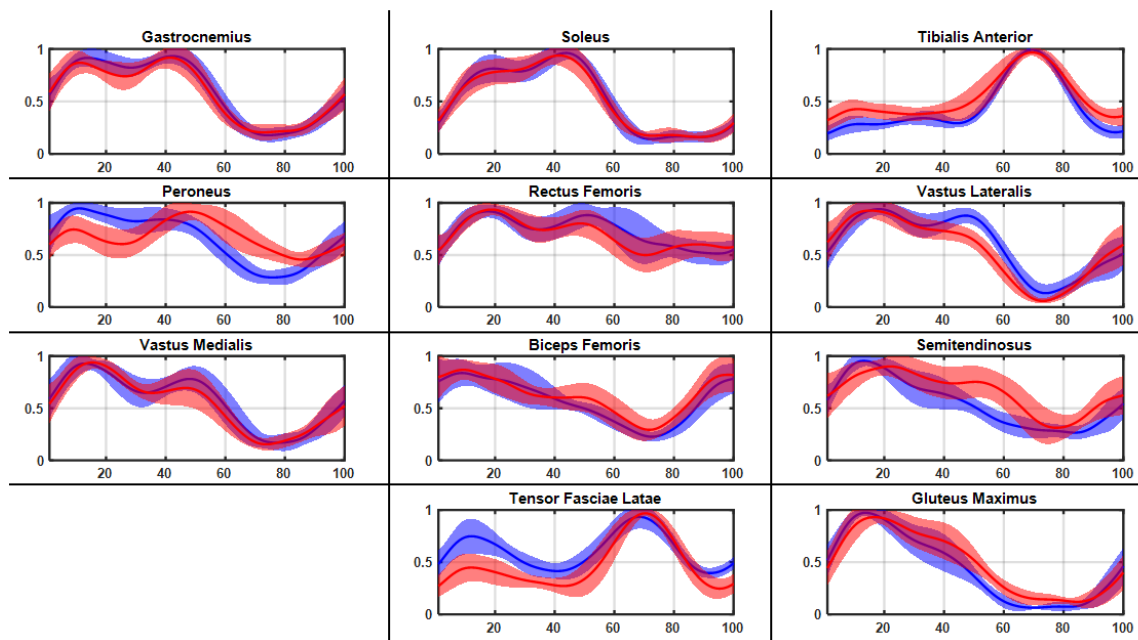 Gastrocnemius
Soleus
Tibialis Anterior
1
0.5
0
20 40 60 80 100
1
0.5
0
20 40 60 80 100
1
0.5
0
20 40 60 80 100
Peroneus
Rectus Femoris
Vastus Lateralis
1
0.5
0
20 40 60 80 100
1
0.5
0
20 40 60 80 100
1
0.5
0
20 40 60 80 100
Vastus Medialis
Biceps Femoris
Semitendinosus
1
0.5
0
20 40 60 80 100
1
0.5
0
20 40 60 80 100
1
0.5
0
20 40 60 80 100
Tensor Fasciae Latae
Gluteus Maximus
1
0.5
0
20 40 60 80 100
1
0.5
0
20 40 60 80 100